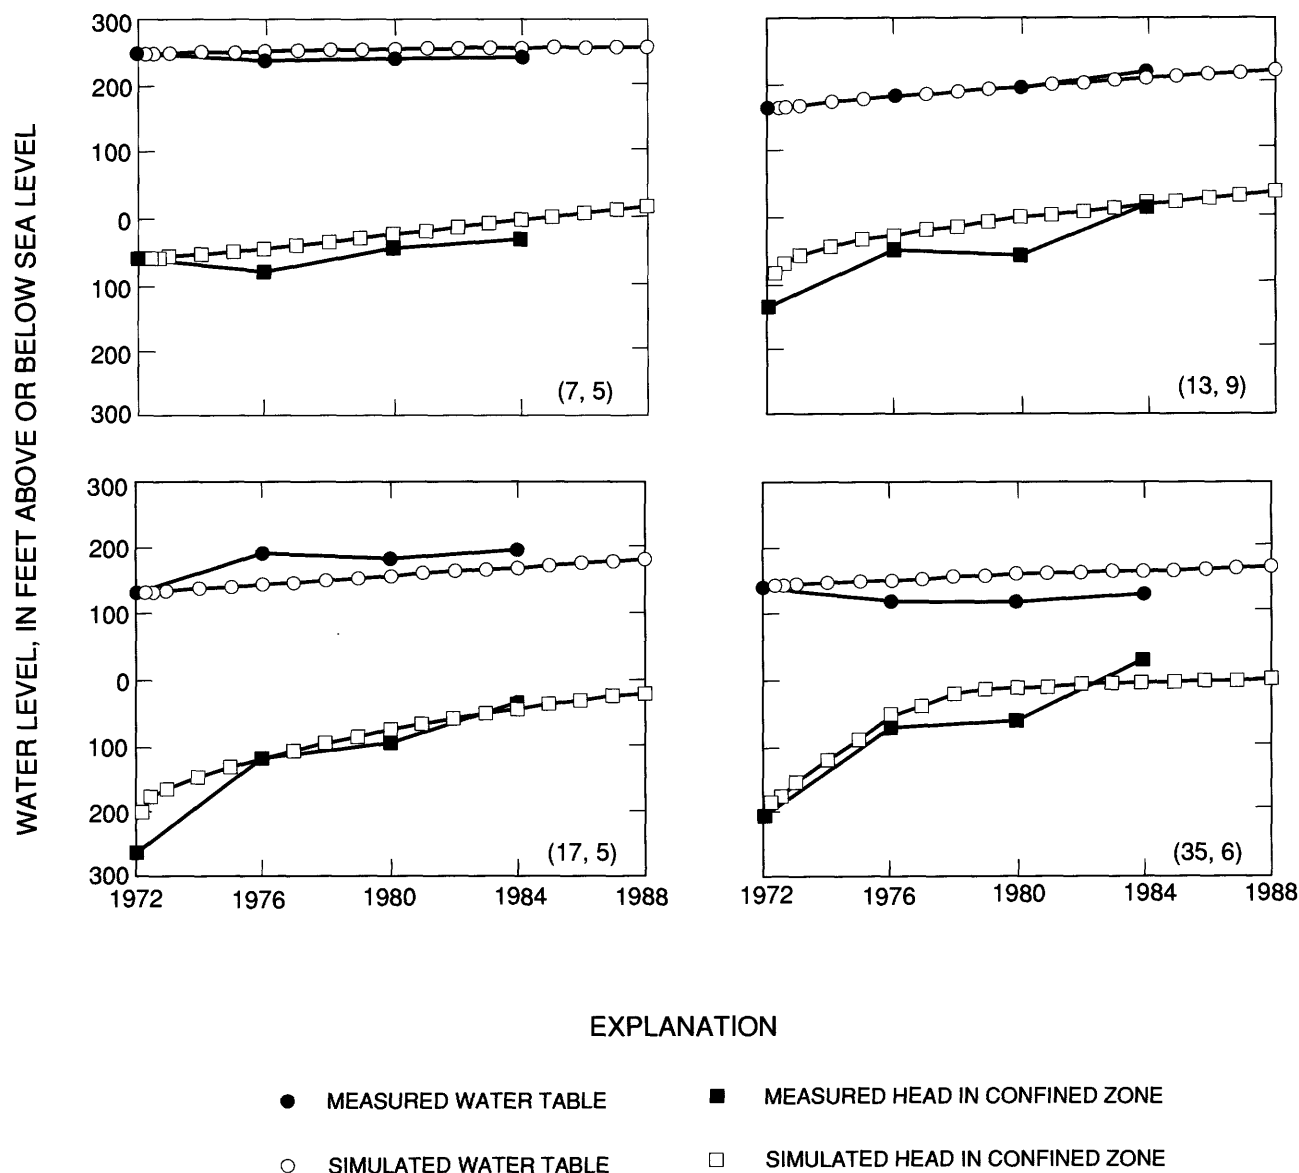 WATER LEVEL, IN FEET ABOVE OR BELOW SEA LEVEL
300
200
100
0
100
200
300
(7, 5)
(13, 9)
300
200
100
0
100
200
300
(17, 5)
(35, 6)
1972 1976 1980 1984 1988
1972 1976 1980 1984 1988
EXPLANATION
MEASURED WATER TABLE
MEASURED HEAD IN CONFINED ZONE
SIMULATED WATER TABLE
SIMULATED HEAD IN CONFINED ZONE